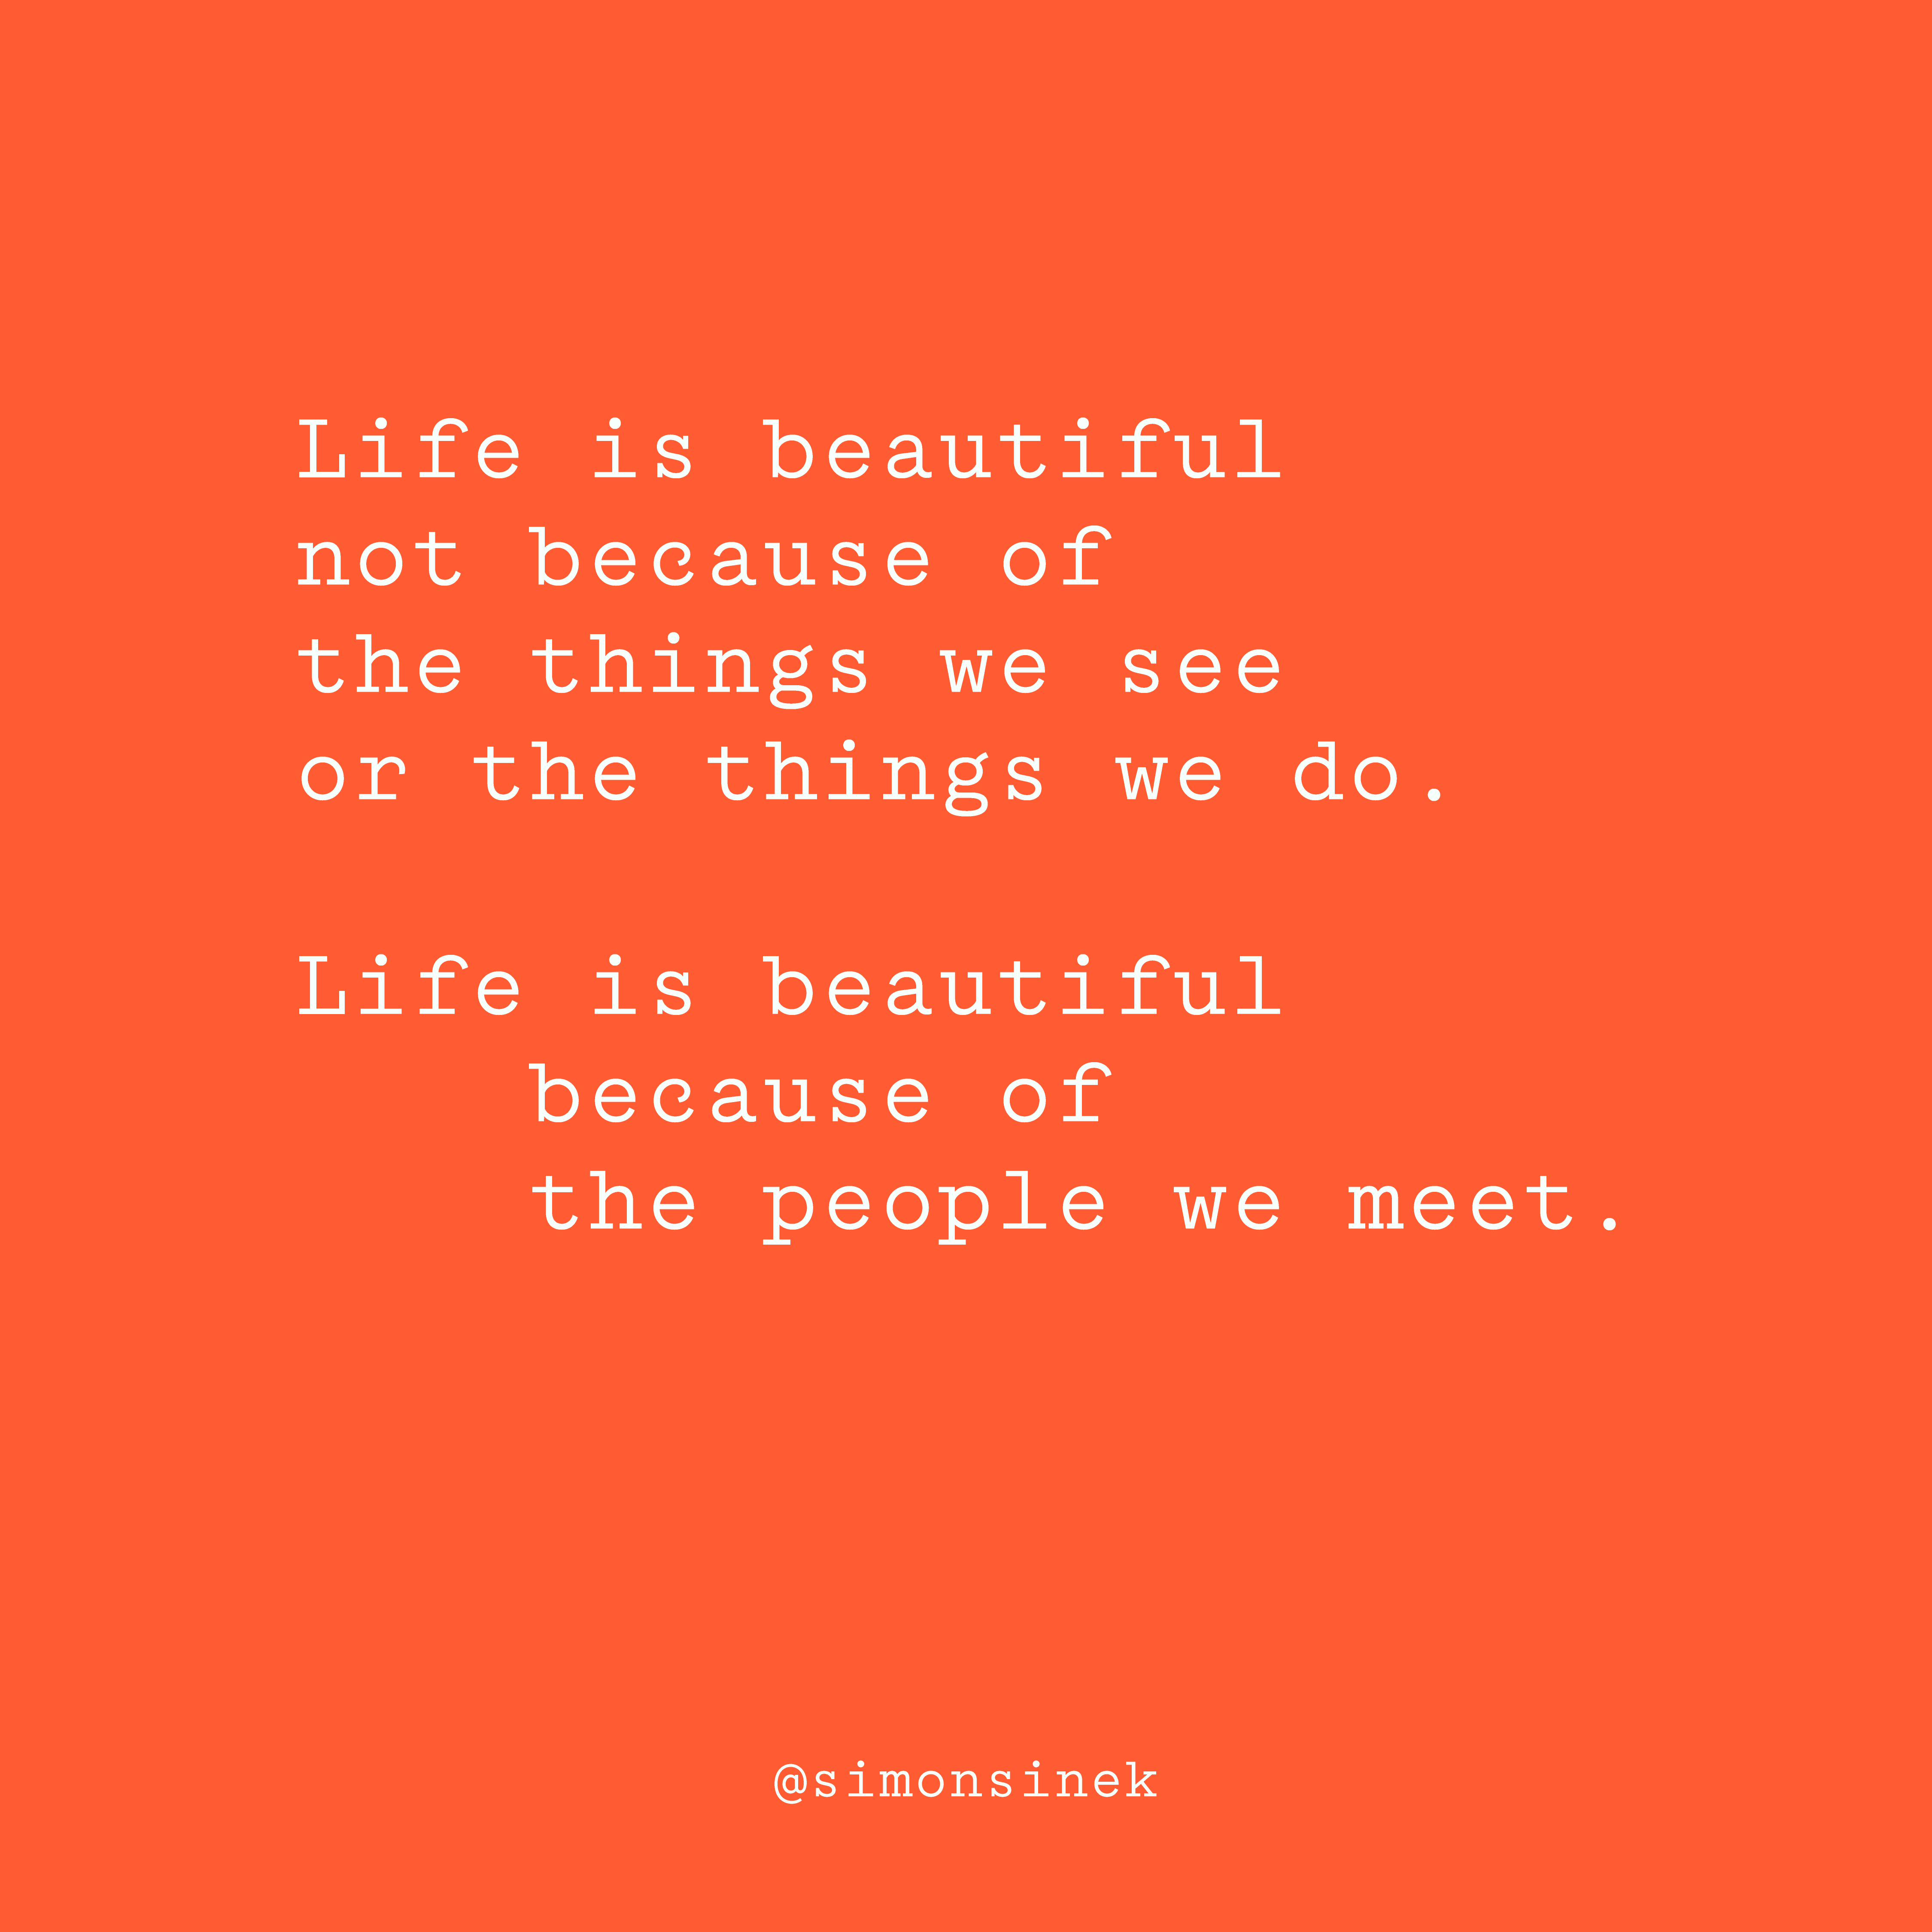 Life is beautiful
not because of
the things we see
or the things we do.
Life is beautiful
because of
the people we meet.
@simonsinek